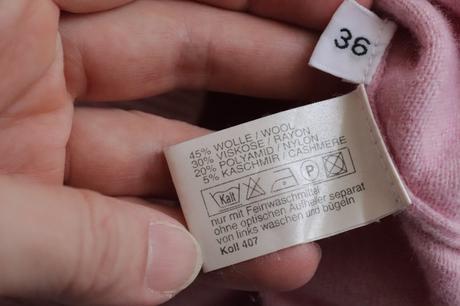 36
45% WOLLE / WOOL
30% VISKOSE / RAYON
20% POLYAMID / NYLON
5% KASCHMIR / CASHMERE
Kalt P
nur mit Feinwaschmittel
ohne optischen Aufheller separat
von links waschen und bügeln
Koll 407